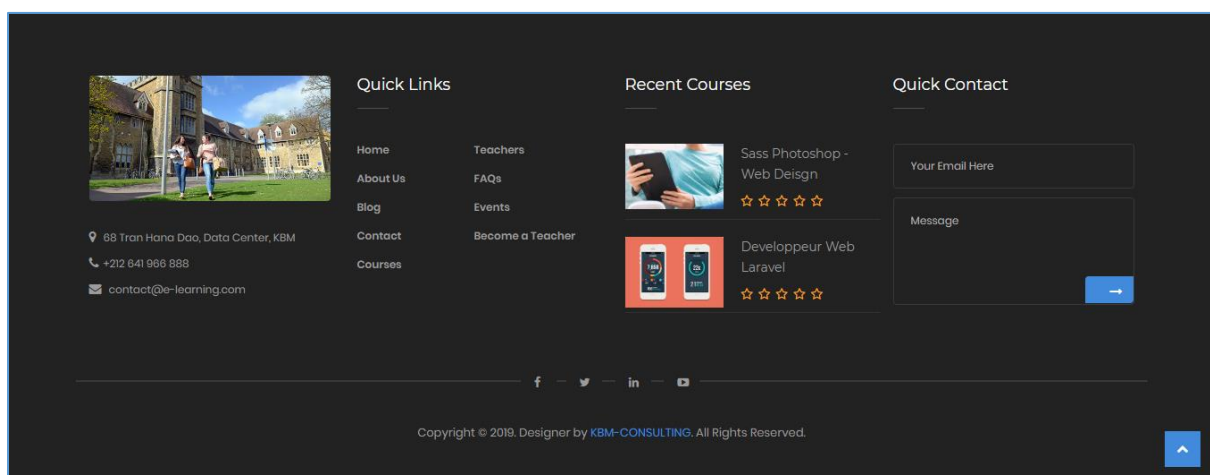 68 Tran Hana Dao, Data Center, KBM
+212 641 966 888
contact@e-learning.com
Quick Links
Home
About Us
Blog
Contact
Courses
Teachers
FAQs
Events
Become a Teacher
Recent Courses
Sass Photoshop -
Web Deisgn
Developpeur Web
Laravel
Quick Contact
Your Email Here
Message
Copyright © 2019. Designer by KBM-CONSULTING. All Rights Reserved.